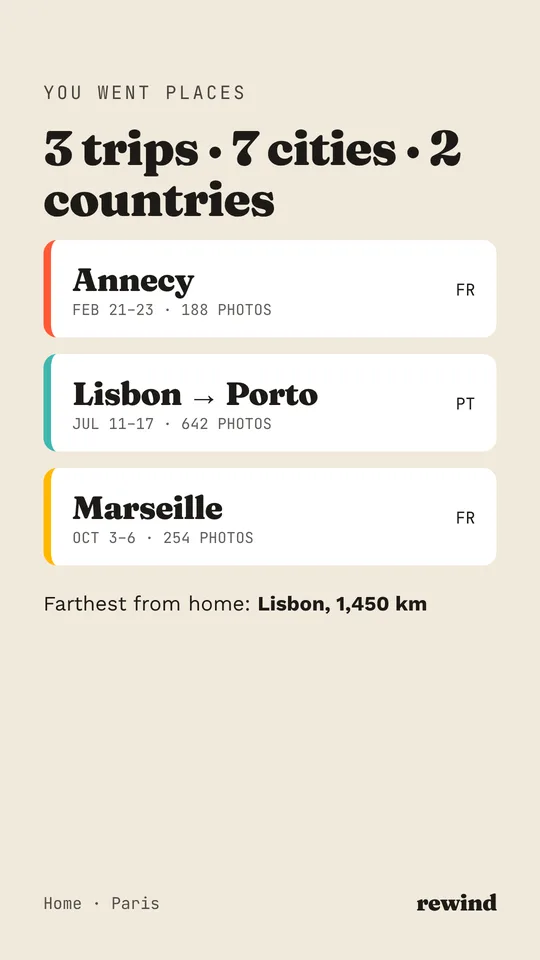 YOU WENT PLACES
3 trips • 7 cities • 2
countries
Annecy
FEB 21–23 · 188 PHOTOS
FR
Lisbon → Porto
JUL 11–17 · 642 PHOTOS
PT
Marseille
OCT 3–6 · 254 PHOTOS
FR
Farthest from home: Lisbon, 1,450 km
Home · Paris
rewind